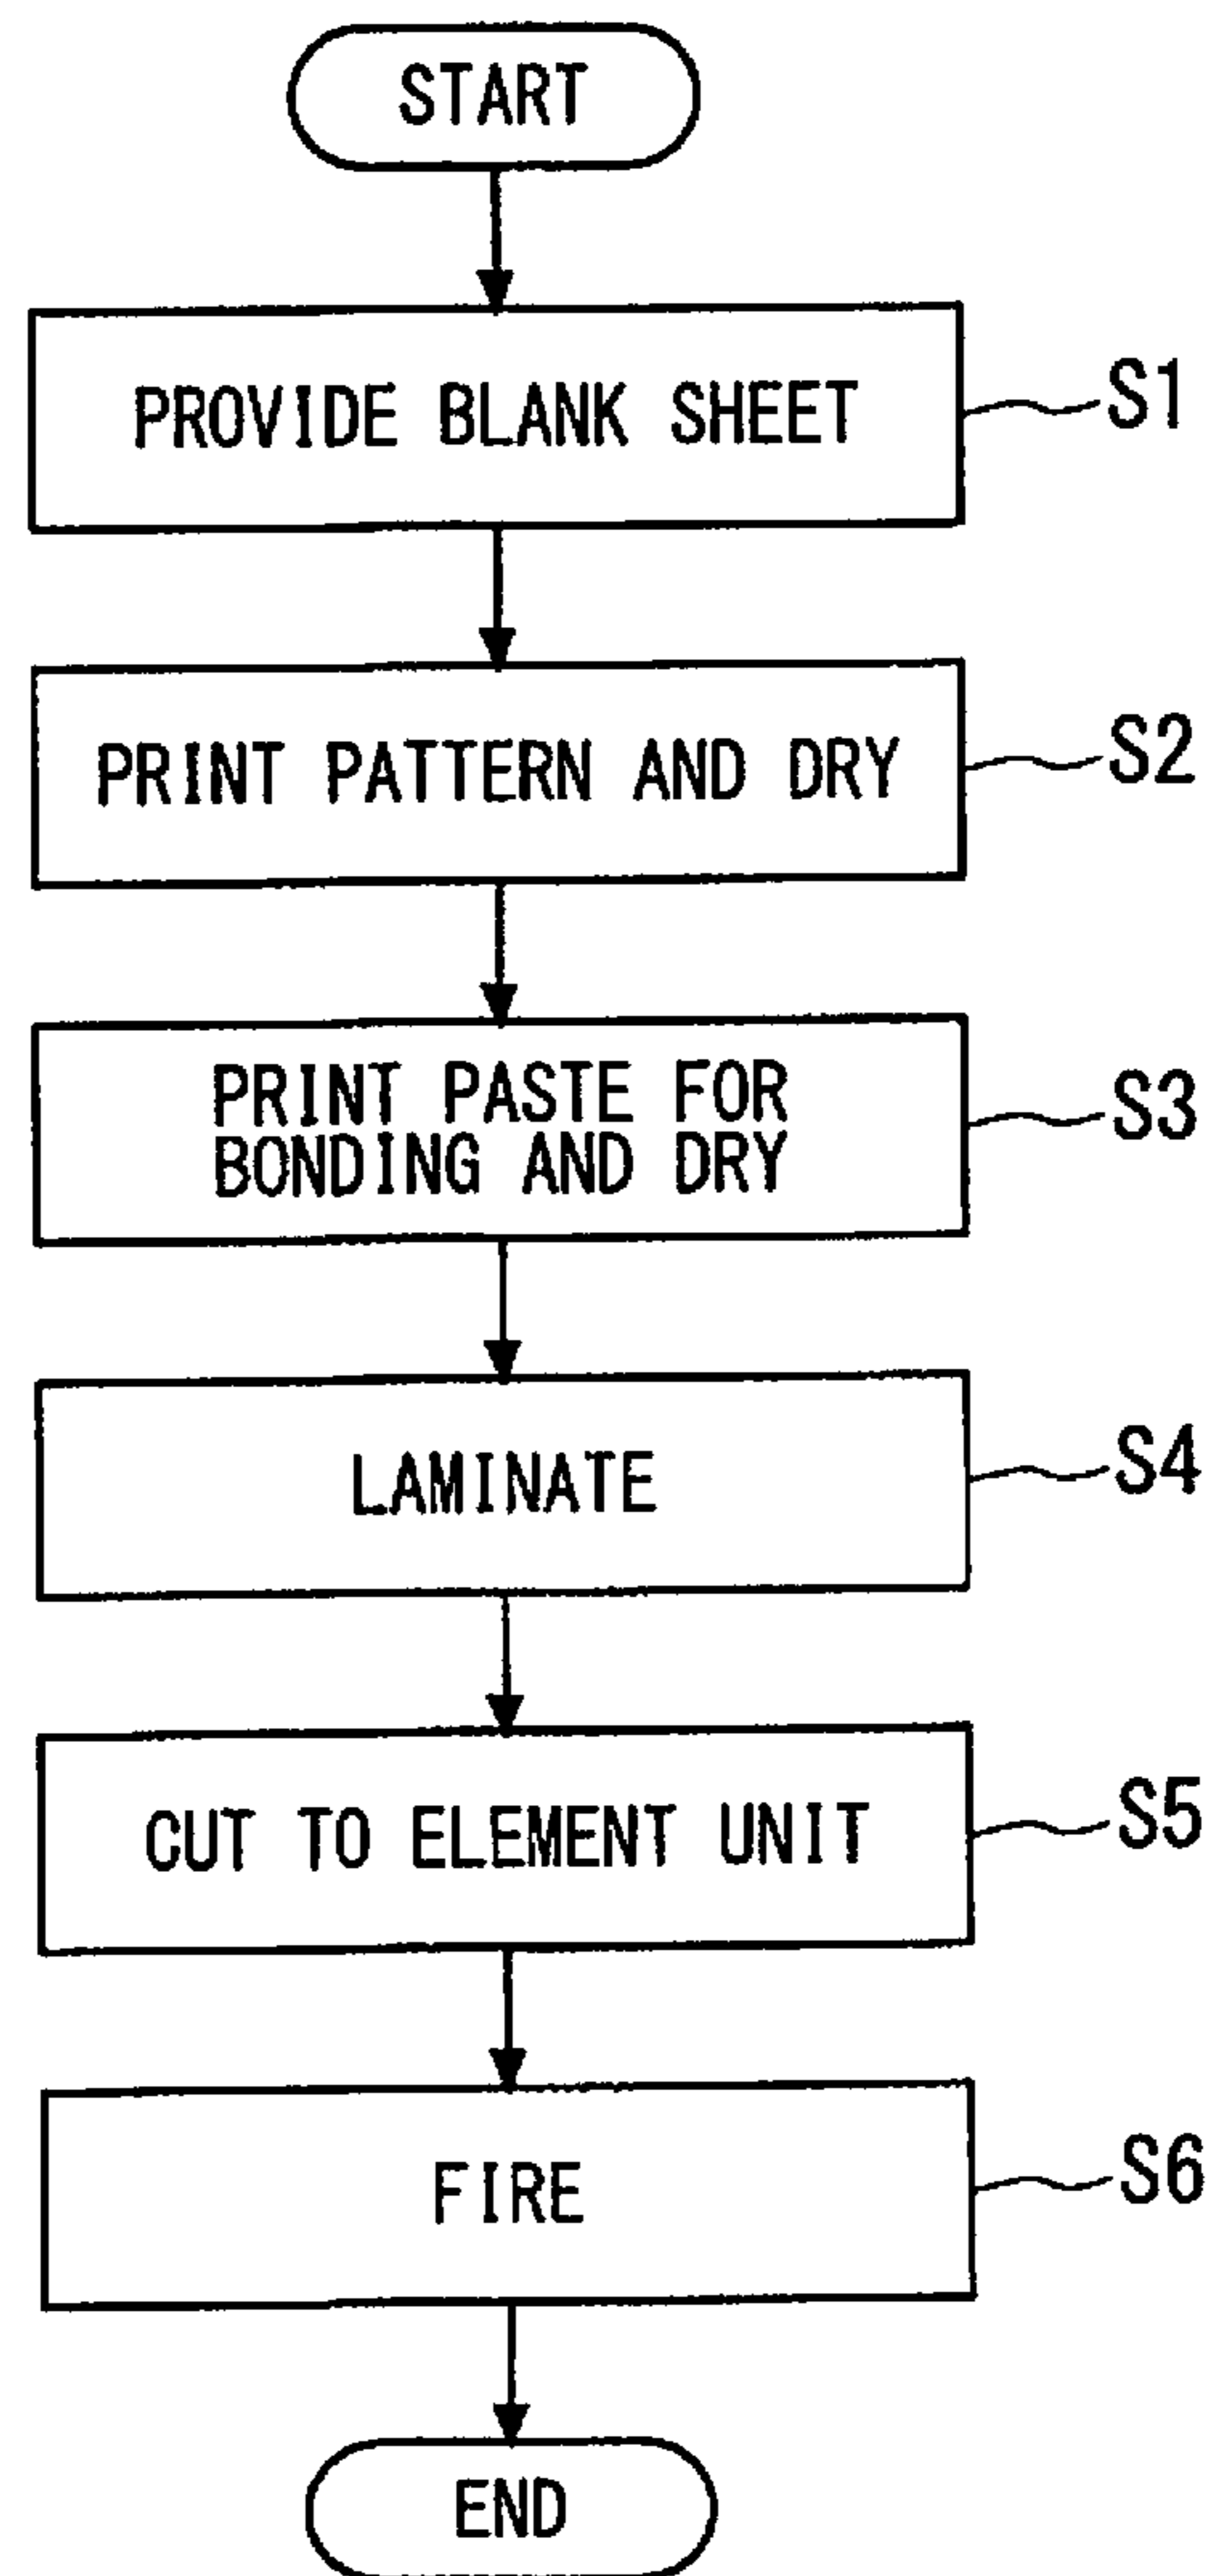 START
PROVIDE BLANK SHEET
S1
PRINT PATTERN AND DRY
S2
PRINT PASTE FOR
BONDING AND DRY
S3
LAMINATE
S4
CUT TO ELEMENT UNIT
S5
FIRE
S6
END